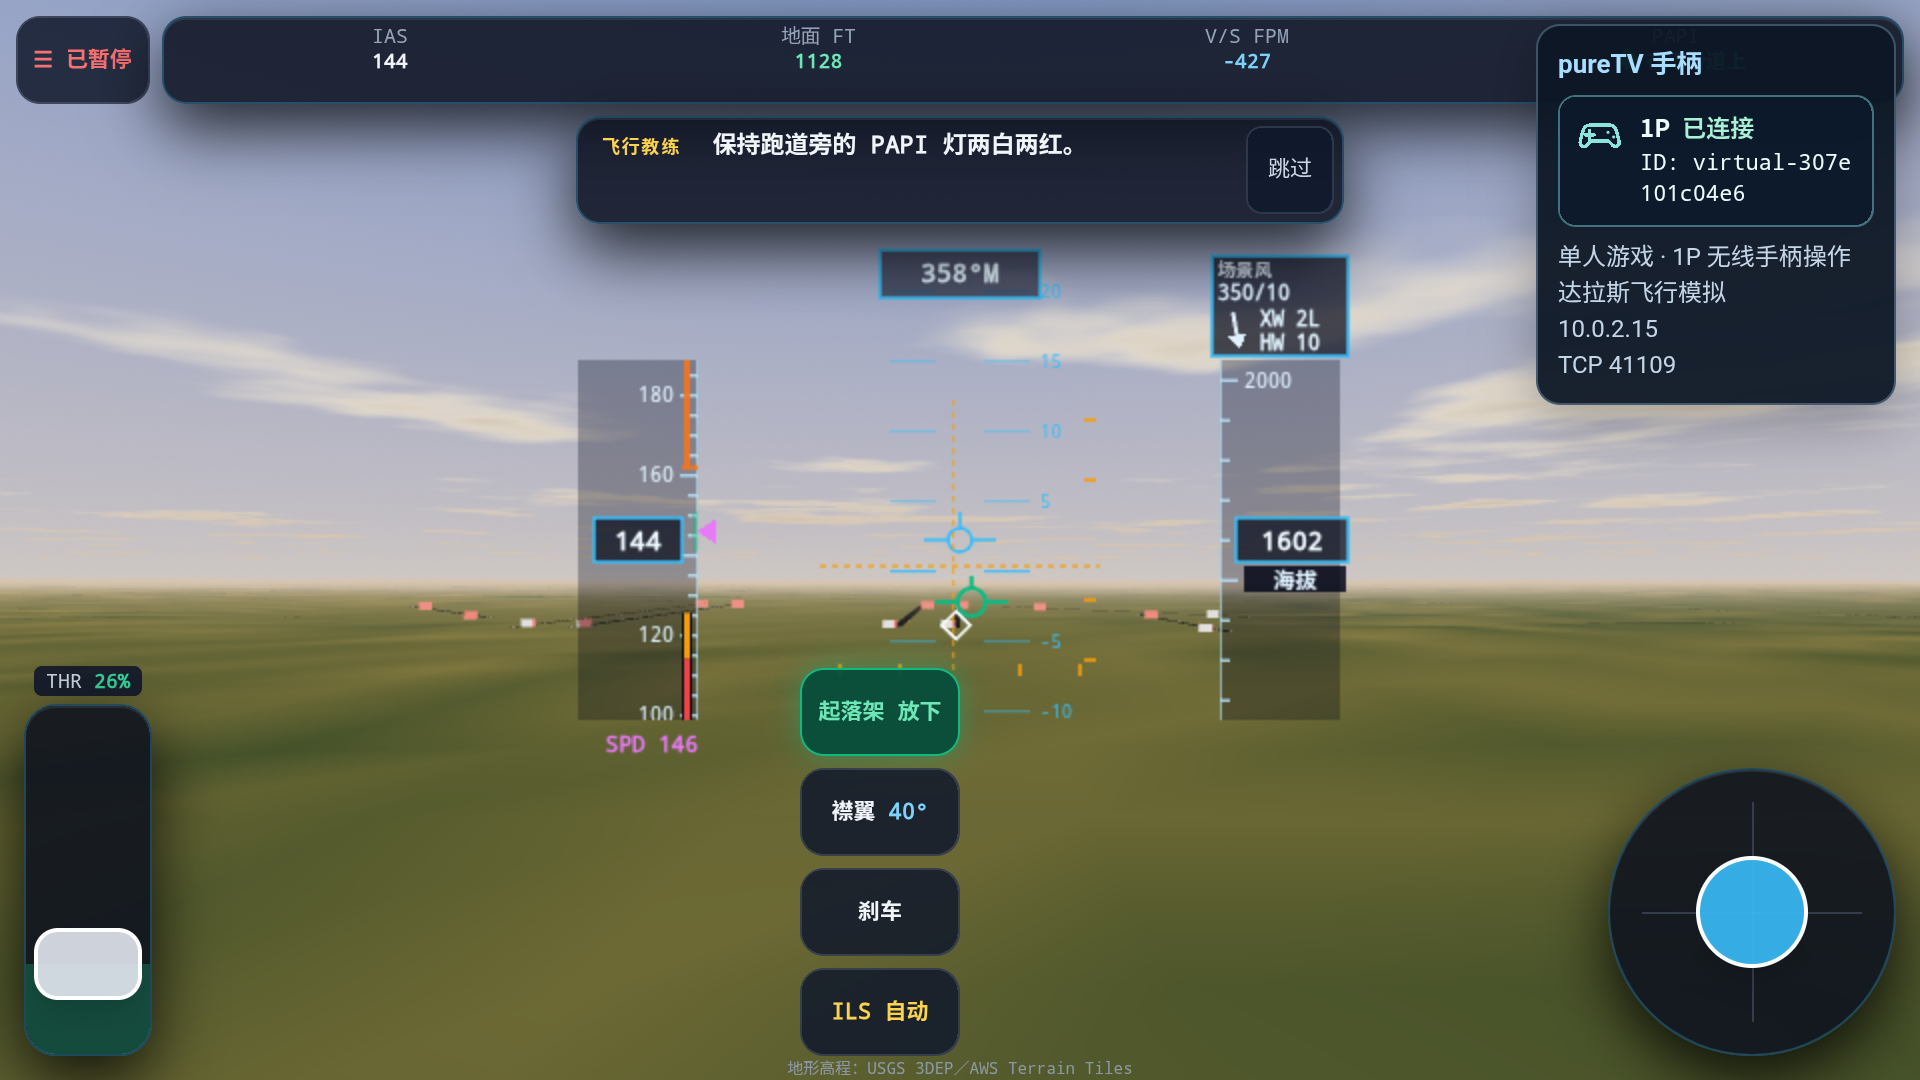 ☰ 已暂停
IAS
144
地面 FT
1128
V/S FPM
-427
PAPI
道上
pureTV 手柄
1P 已连接
ID: virtual-307e
101c04e6
单人游戏 · 1P 无线手柄操作
达拉斯飞行模拟
10.0.2.15
TCP 41109
飞行教练 保持跑道旁的 PAPI 灯两白两红。
跳过
358°M
场景风
350/10
XW 2L
HW 10
20
15
10
5
-5
-10
180
160
144
120
100
SPD 146
2000
1602
海拔
THR 26%
起落架 放下
襟翼 40°
刹车
ILS 自动
地形高程：USGS 3DEP／AWS Terrain Tiles